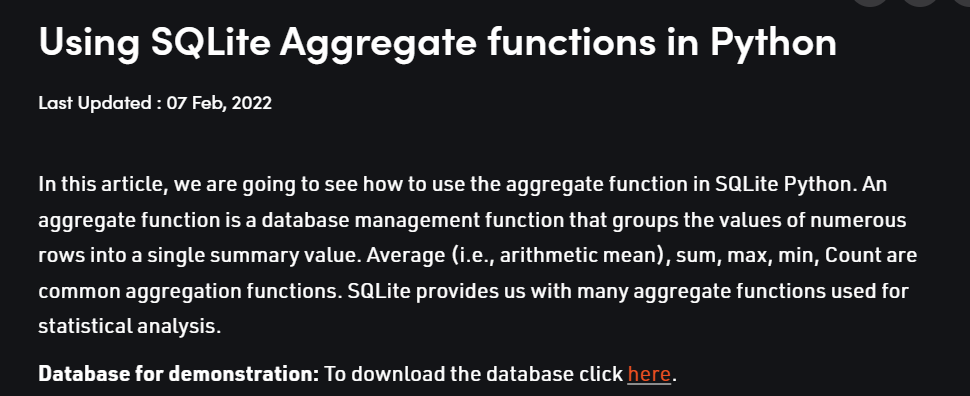 Using SQLite Aggregate functions in Python
Last Updated : 07 Feb, 2022
In this article, we are going to see how to use the aggregate function in SQLite Python. An
aggregate function is a database management function that groups the values of numerous
rows into a single summary value. Average (i.e., arithmetic mean), sum, max, min, Count are
common aggregation functions. SQLite provides us with many aggregate functions used for
statistical analysis.
Database for demonstration: To download the database click here.